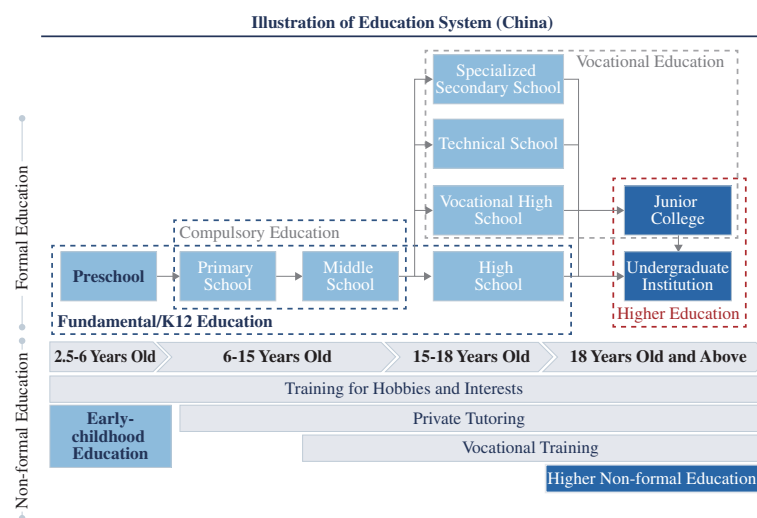 Illustration of Education System (China)
Vocational Education
Specialized
Secondary School
Technical School
Vocational High
School
Junior
College
Compulsory Education
Preschool
Primary
School
Middle
School
High
School
Undergraduate
Institution
Higher Education
Fundamental/K12 Education
Formal Education
2.5-6 Years Old
6-15 Years Old
15-18 Years Old
18 Years Old and Above
Training for Hobbies and Interests
Early-
childhood
Education
Private Tutoring
Vocational Training
Higher Non-formal Education
Non-formal Education